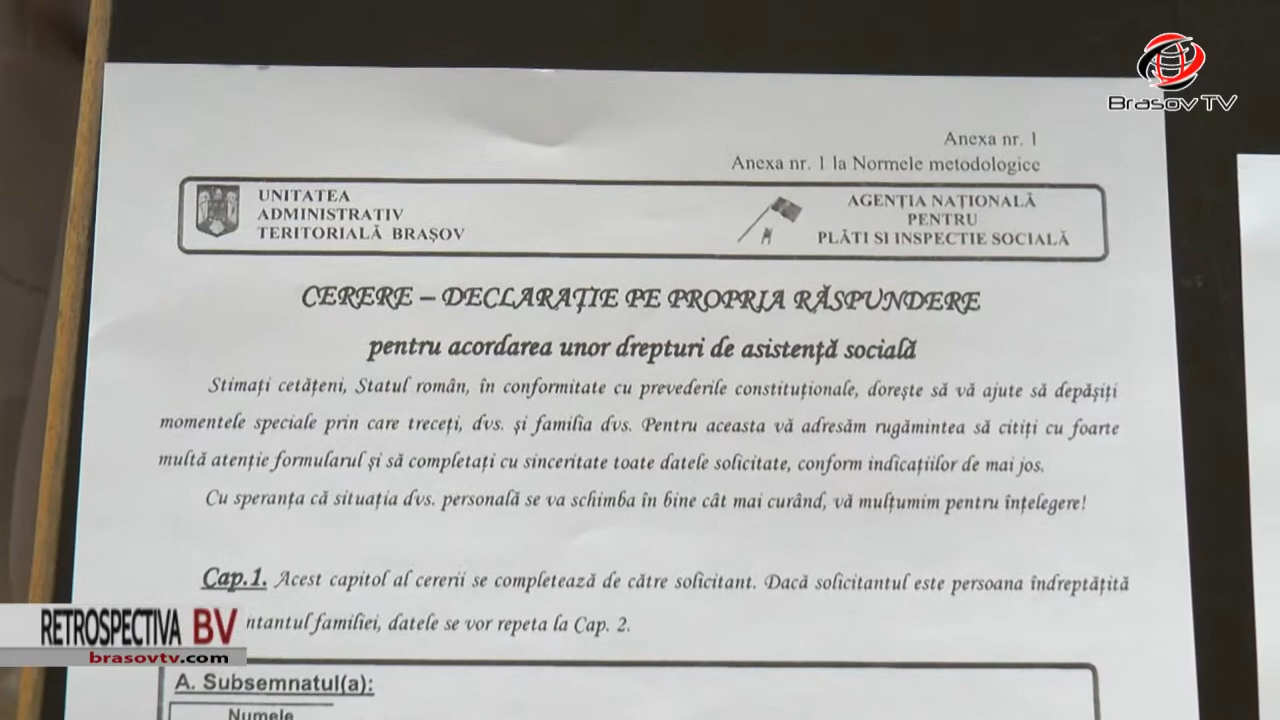 Brasov TV
Anexa nr. 1
Anexa nr. 1 la Normele metodologice
UNITATEA
ADMINISTRATIV
TERITORIALĂ BRAȘOV
AGENȚIA NAȚIONALĂ
PENTRU
PLĂTI SI INSPECTIE SOCIALĂ
CERERE – DECLARAȚIE PE PROPRIA RĂSPUNDERE
pentru acordarea unor drepturi de asistență socială
Stimați cetățeni, Statul român, în conformitate cu prevederile constituționale, dorește să vă ajute să depășiți
momentele speciale prin care treceți, dvs. și familia dvs. Pentru aceasta vă adresăm rugămintea să citiți cu foarte
multă atenție formularul și să completați cu sinceritate toate datele solicitate, conform indicațiilor de mai jos.
Cu speranța că situația dvs. personală se va schimba în bine cât mai curând, vă mulțumim pentru înțelegere!
Cap.1. Acest capitol al cererii se completează de către solicitant. Dacă solicitantul este persoana îndreptățită
ntantul familiei, datele se vor repeta la Cap. 2.
RETROSPECTIVA BV
brasovtv.com
A. Subsemnatul(a):
Numele